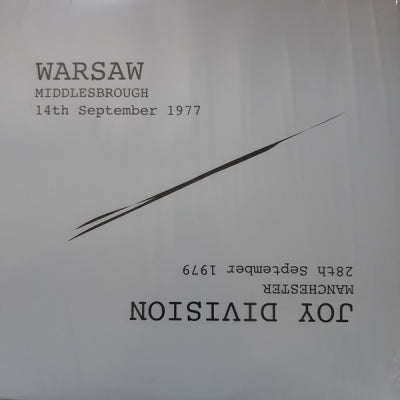 WARSAW
MIDDLESBROUGH
14th September 1977
JOY DIVISION
MANCHESTER
28th September 1979